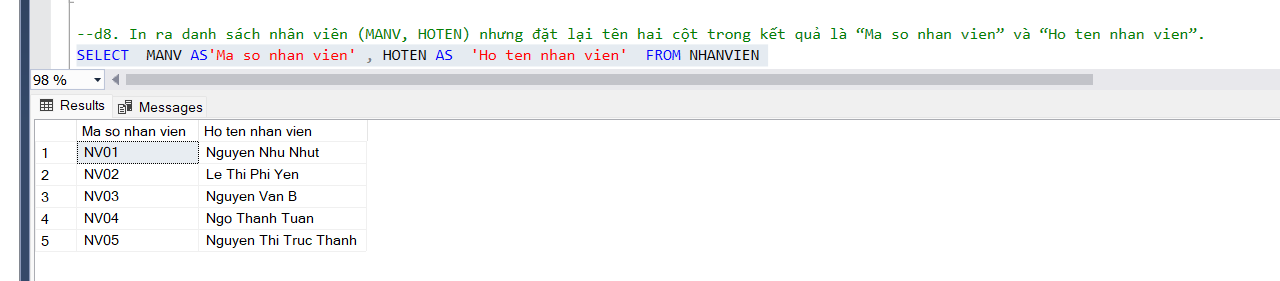 --d8. In ra danh sách nhân viên (MANV, HOTEN) nhưng đặt lại tên hai cột trong kết quả là “Ma so nhan vien” và “Ho ten nhan vien”.
SELECT  MANV AS'Ma so nhan vien' , HOTEN AS  'Ho ten nhan vien'  FROM NHANVIEN
98 %
Results Messages
Ma so nhan vien Ho ten nhan vien
1 NV01 Nguyen Nhu Nhut
2 NV02 Le Thi Phi Yen
3 NV03 Nguyen Van B
4 NV04 Ngo Thanh Tuan
5 NV05 Nguyen Thi Truc Thanh